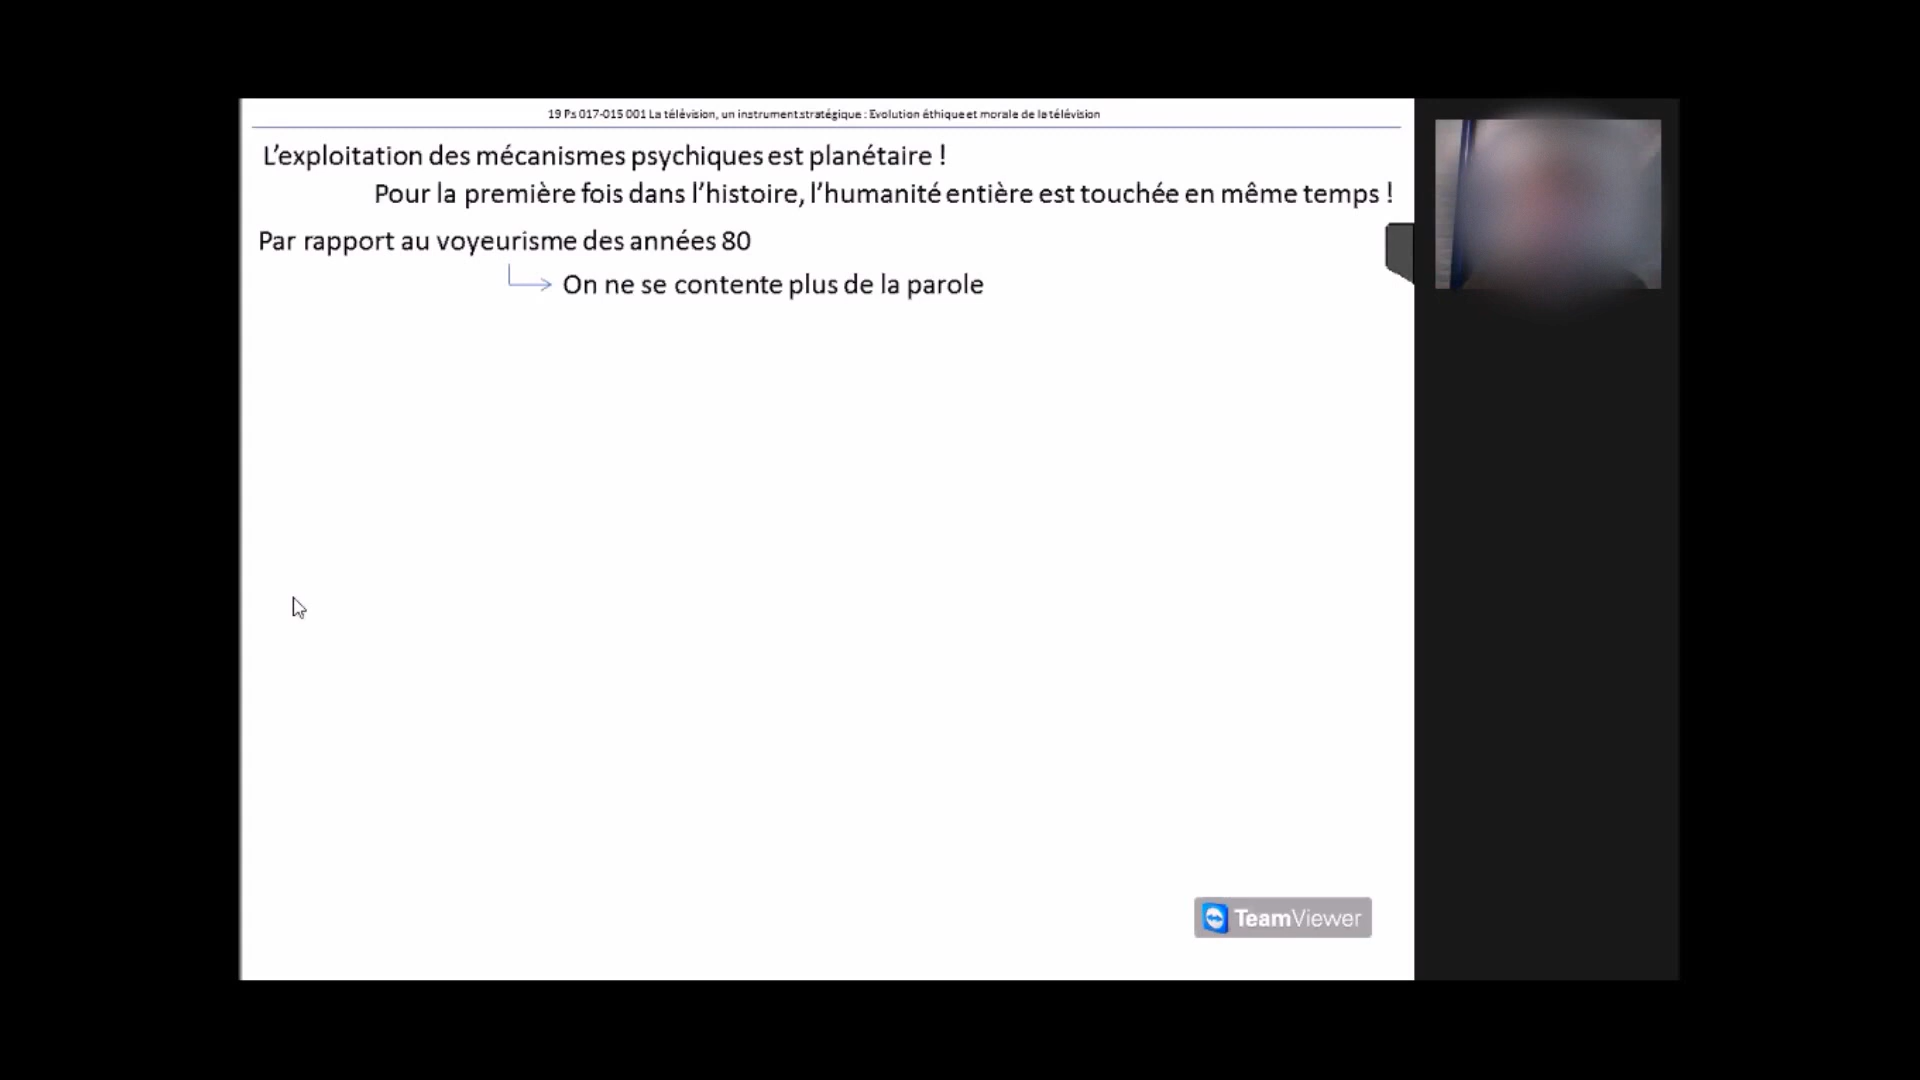 19 Ps 017-015 001 La télévision, un instrument stratégique : Evolution éthique et morale de la télévision
L’exploitation des mécanismes psychiques est planétaire !
Pour la première fois dans l’histoire, l’humanité entière est touchée en même temps !
Par rapport au voyeurisme des années 80
On ne se contente plus de la parole
TeamViewer